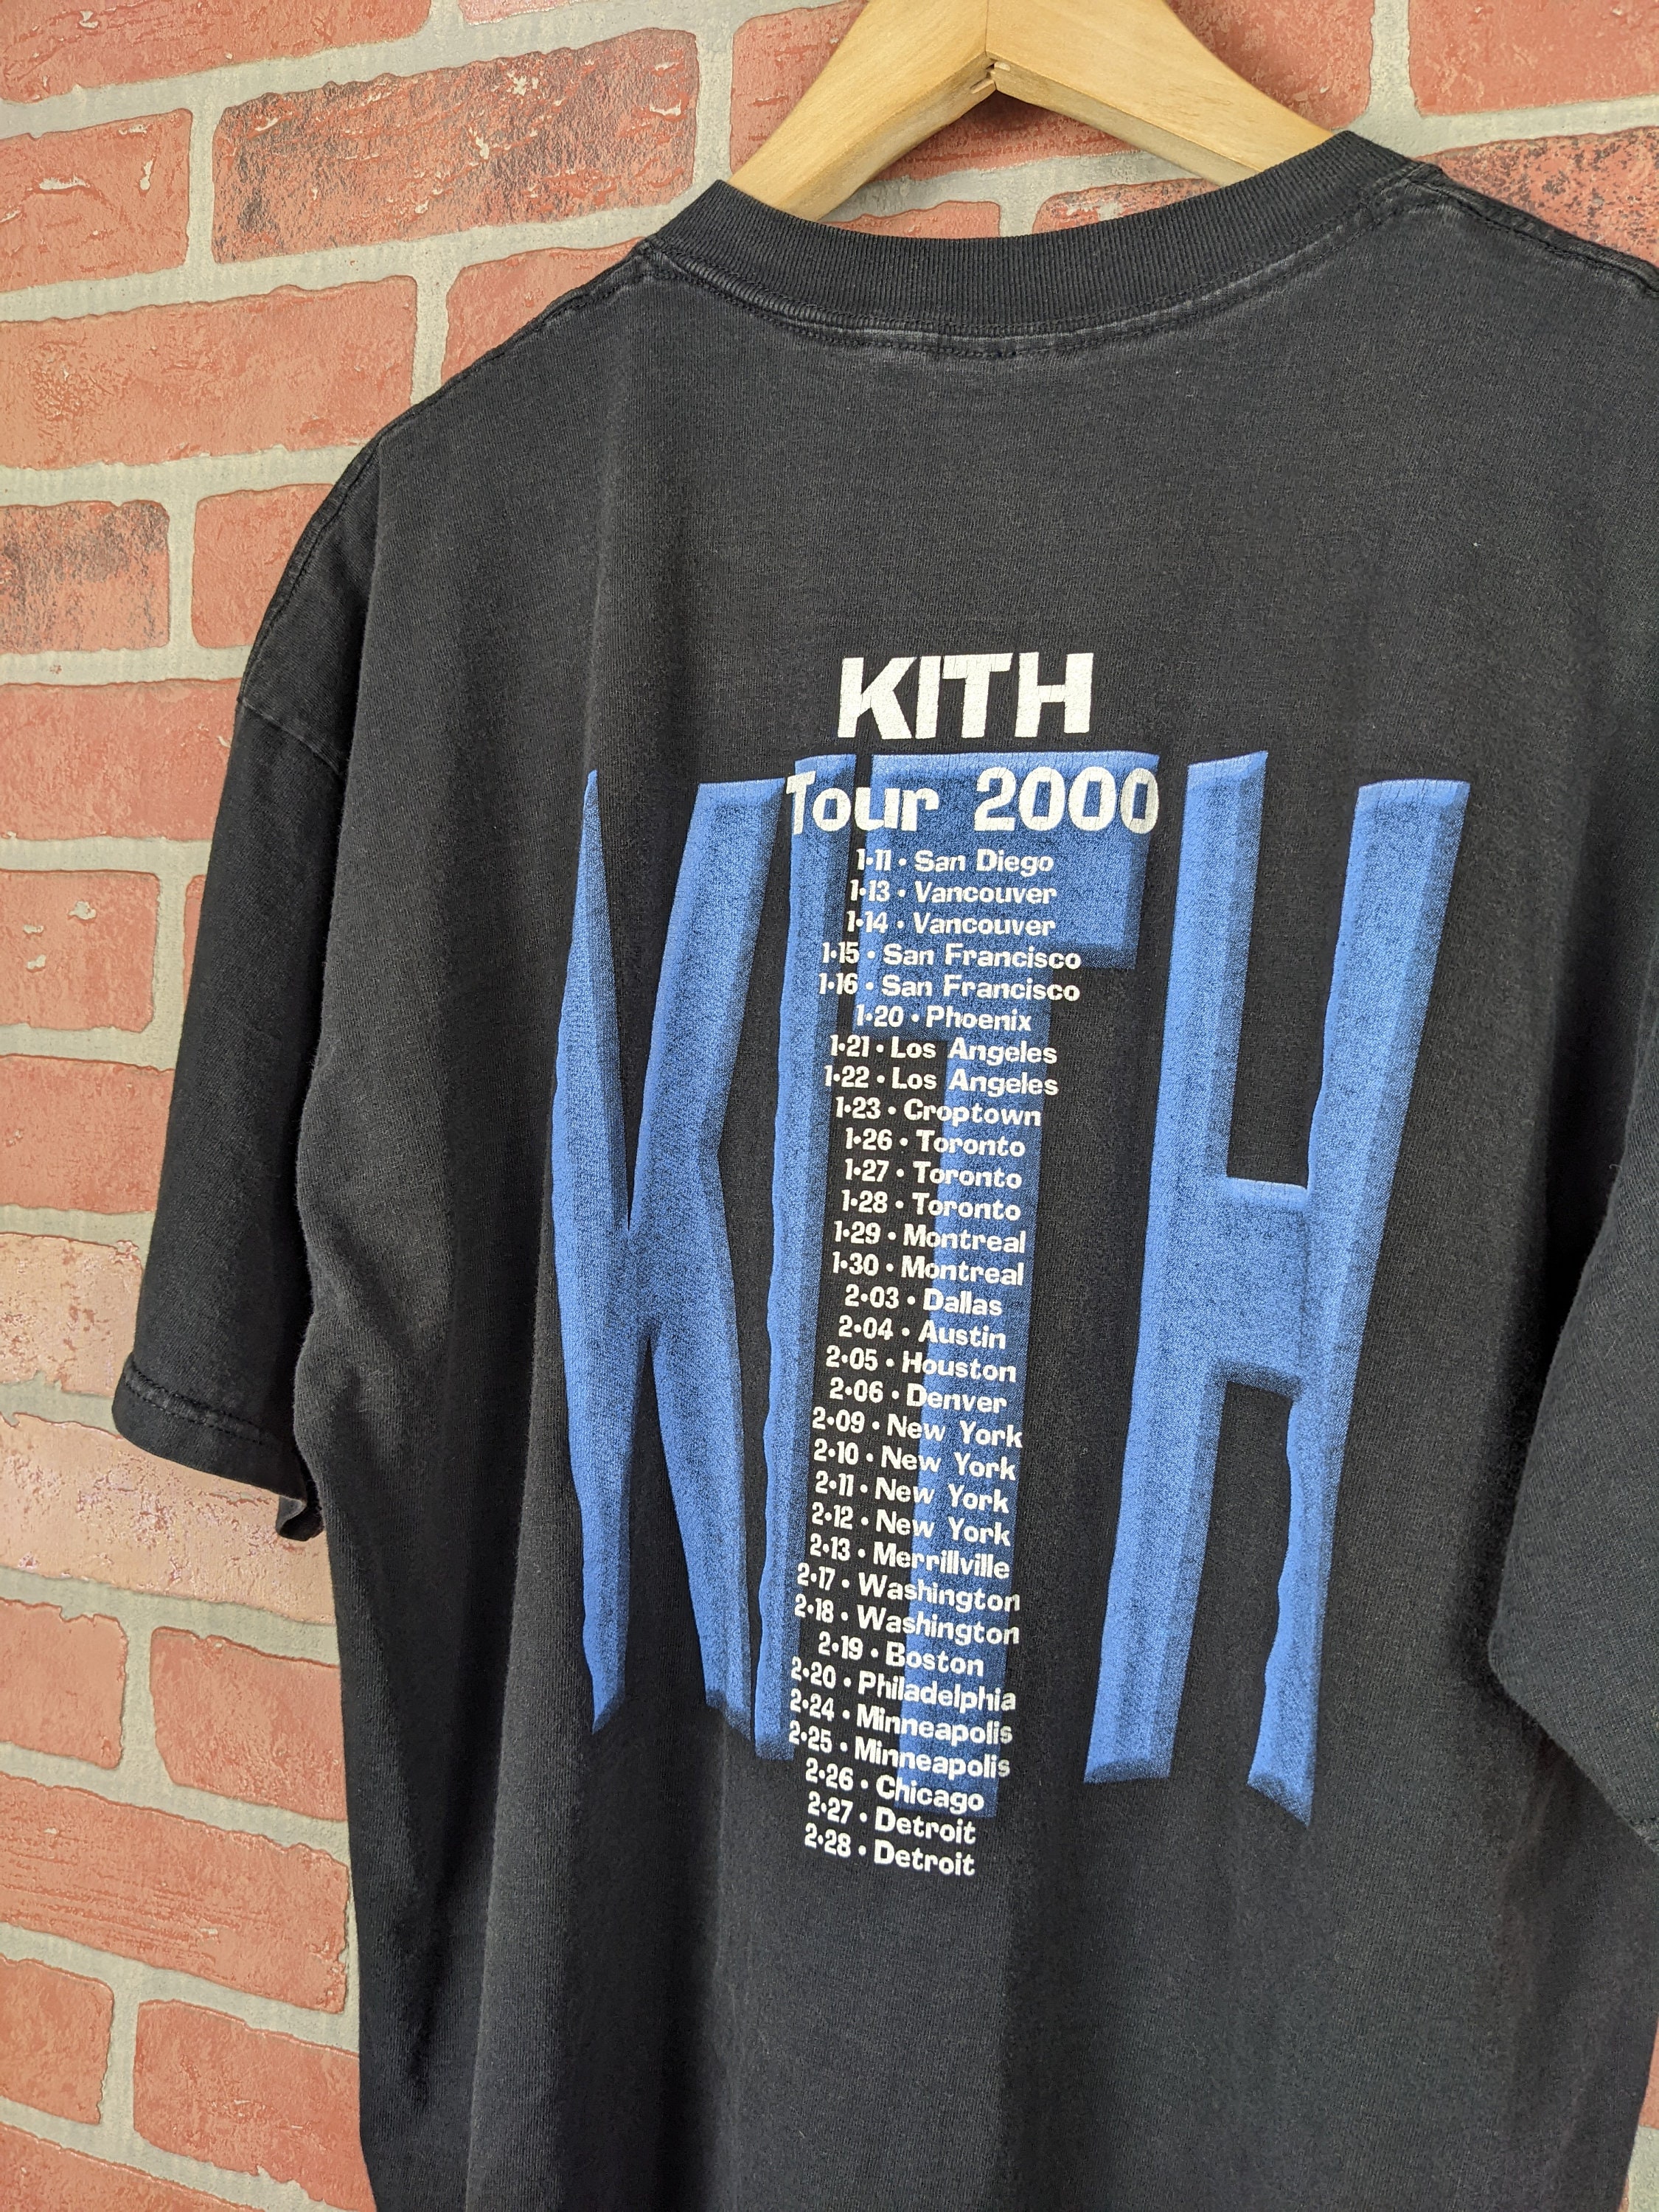 KITH
KITH
Tour 2000
1•11 • San Diego
1•13 • Vancouver
1•14 • Vancouver
1•15 • San Francisco
1•16 • San Francisco
1•20 • Phoenix
1•21 • Los Angeles
1•22 • Los Angeles
1•23 • Croptown
1•26 • Toronto
1•27 • Toronto
1•28 • Toronto
1•29 • Montreal
1•30 • Montreal
2•03 • Dallas
2•04 • Austin
2•05 • Houston
2•06 • Denver
2•09 • New York
2•10 • New York
2•11 • New York
2•12 • New York
2•13 • Merrillville
2•17 • Washington
2•18 • Washington
2•19 • Boston
2•20 • Philadelphia
2•24 • Minneapolis
2•25 • Minneapolis
2•26 • Chicago
2•27 • Detroit
2•28 • Detroit